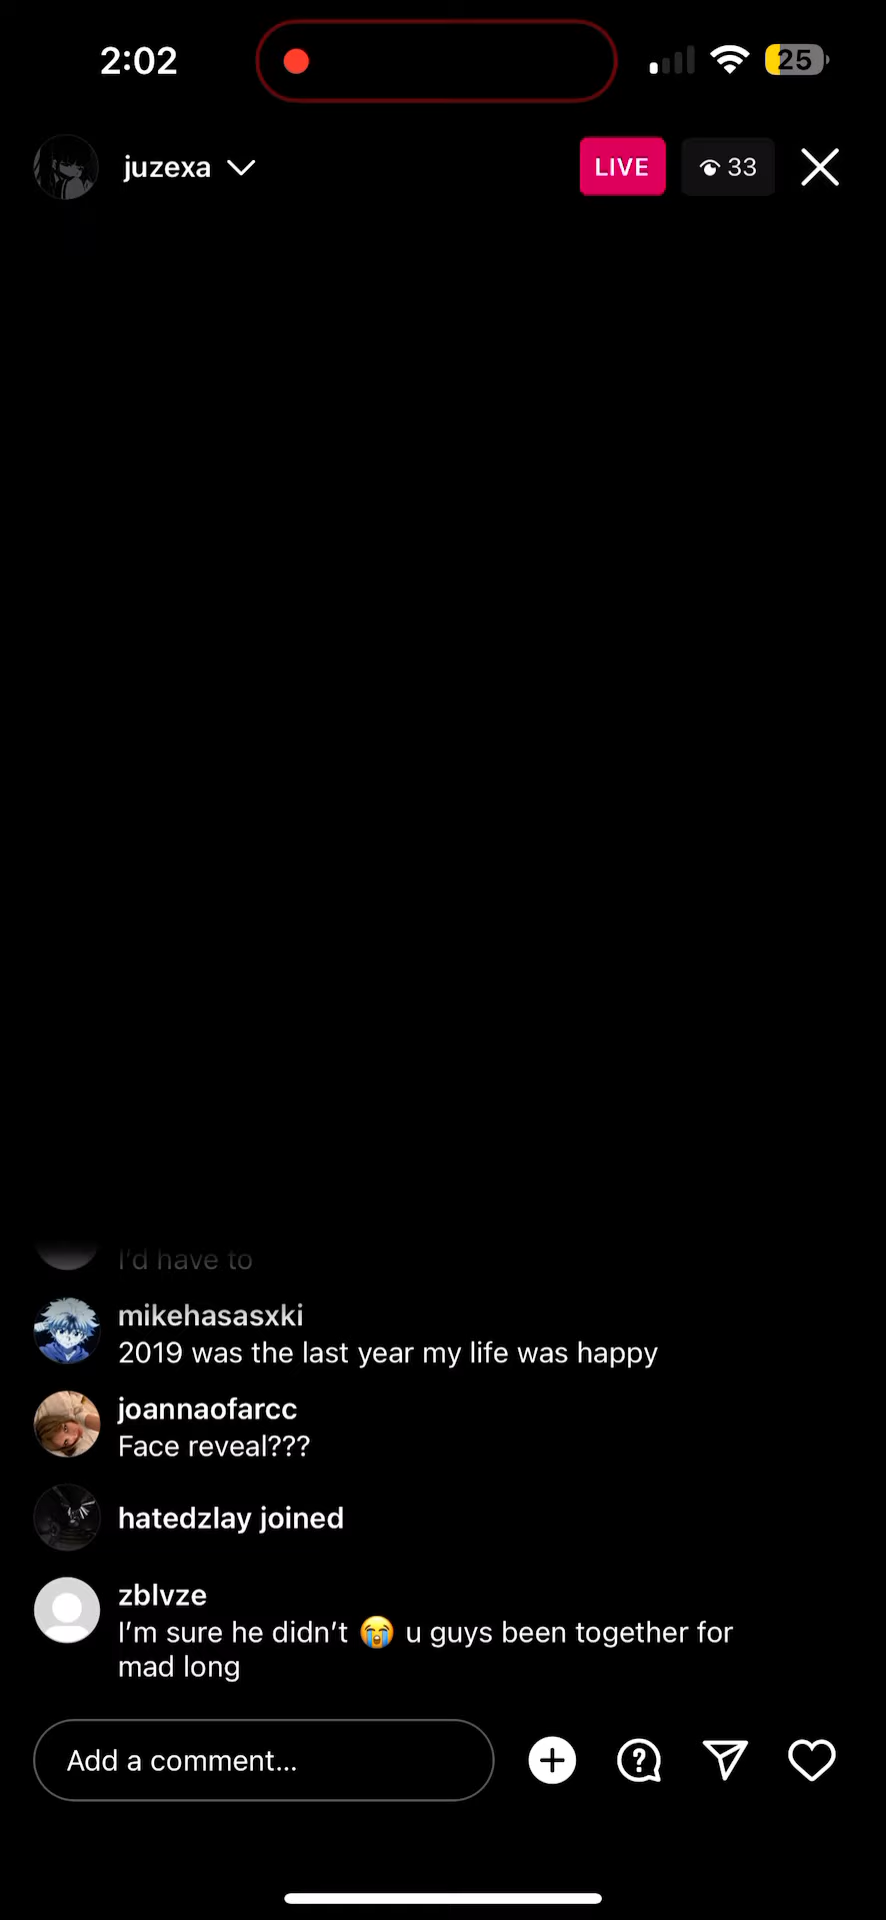 2:02
25
juzexa
LIVE
33
I'd have to
mikehasasxki
2019 was the last year my life was happy
joannaofarcc
Face reveal???
hatedzlay joined
zblvze
I'm sure he didn't 😭 u guys been together for
mad long
Add a comment...